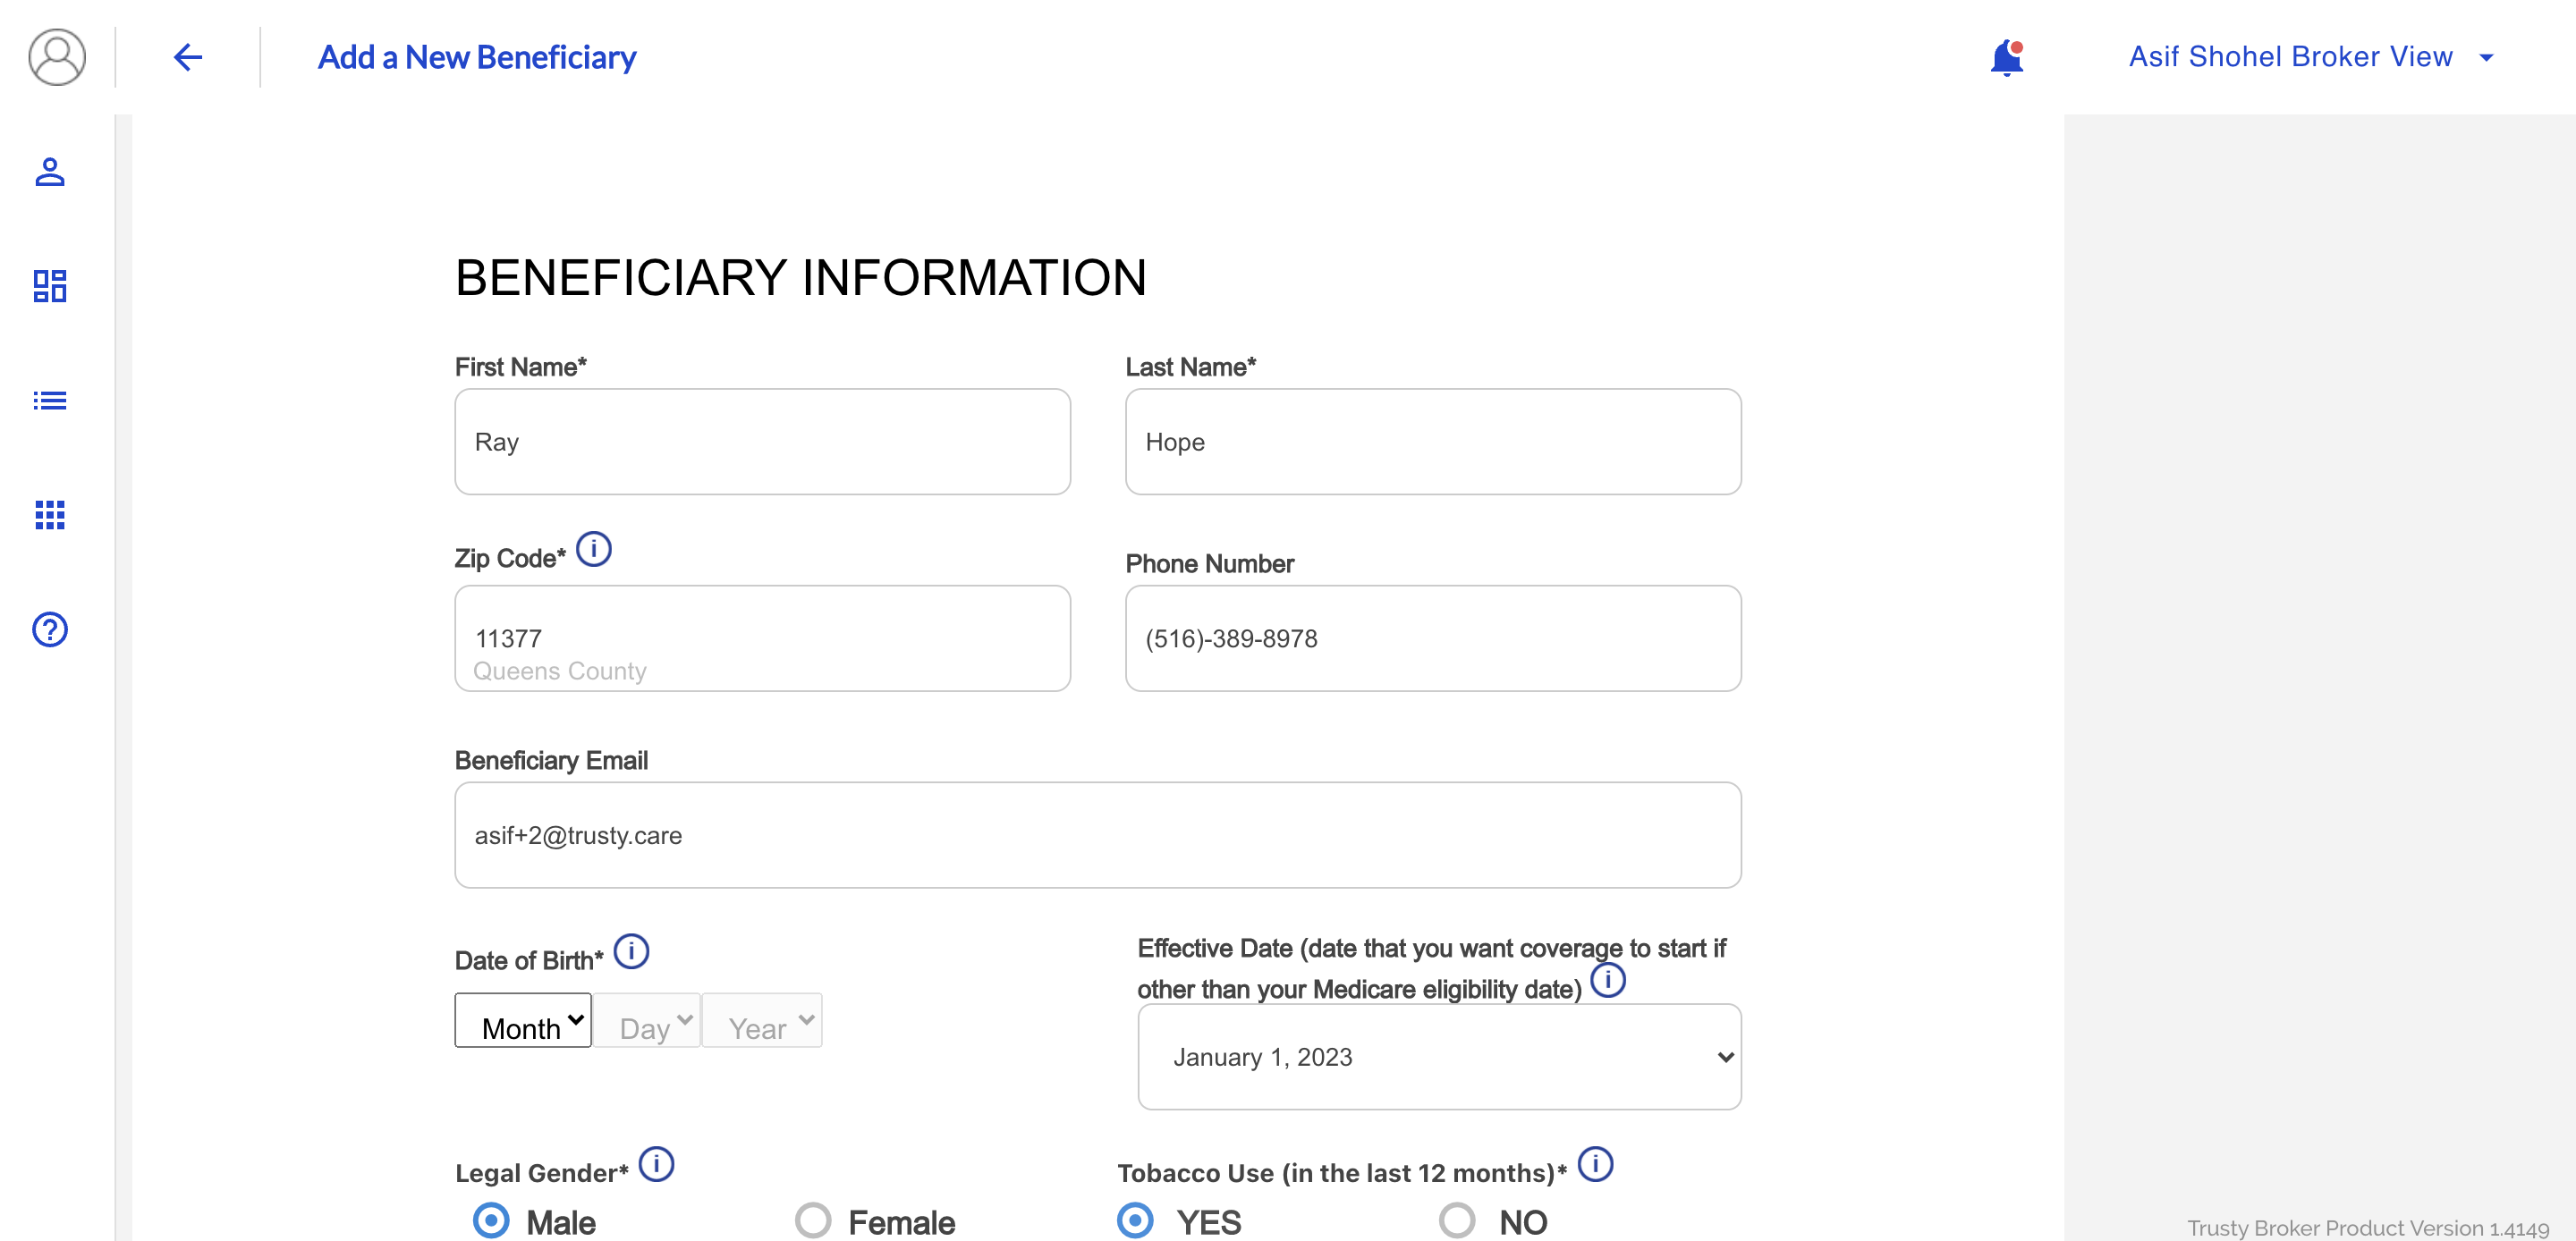 Add a New Beneficiary
Asif Shohel Broker View
BENEFICIARY INFORMATION
First Name*
Last Name*
Ray
Hope
Zip Code* i
Phone Number
11377
Queens County
(516)-389-8978
Beneficiary Email
asif+2@trusty.care
Date of Birth* i
Effective Date (date that you want coverage to start if
other than your Medicare eligibility date) i
Month Day Year
January 1, 2023
Legal Gender* i
Tobacco Use (in the last 12 months)* i
Male Female
YES NO
Trusty Broker Product Version 1.4149